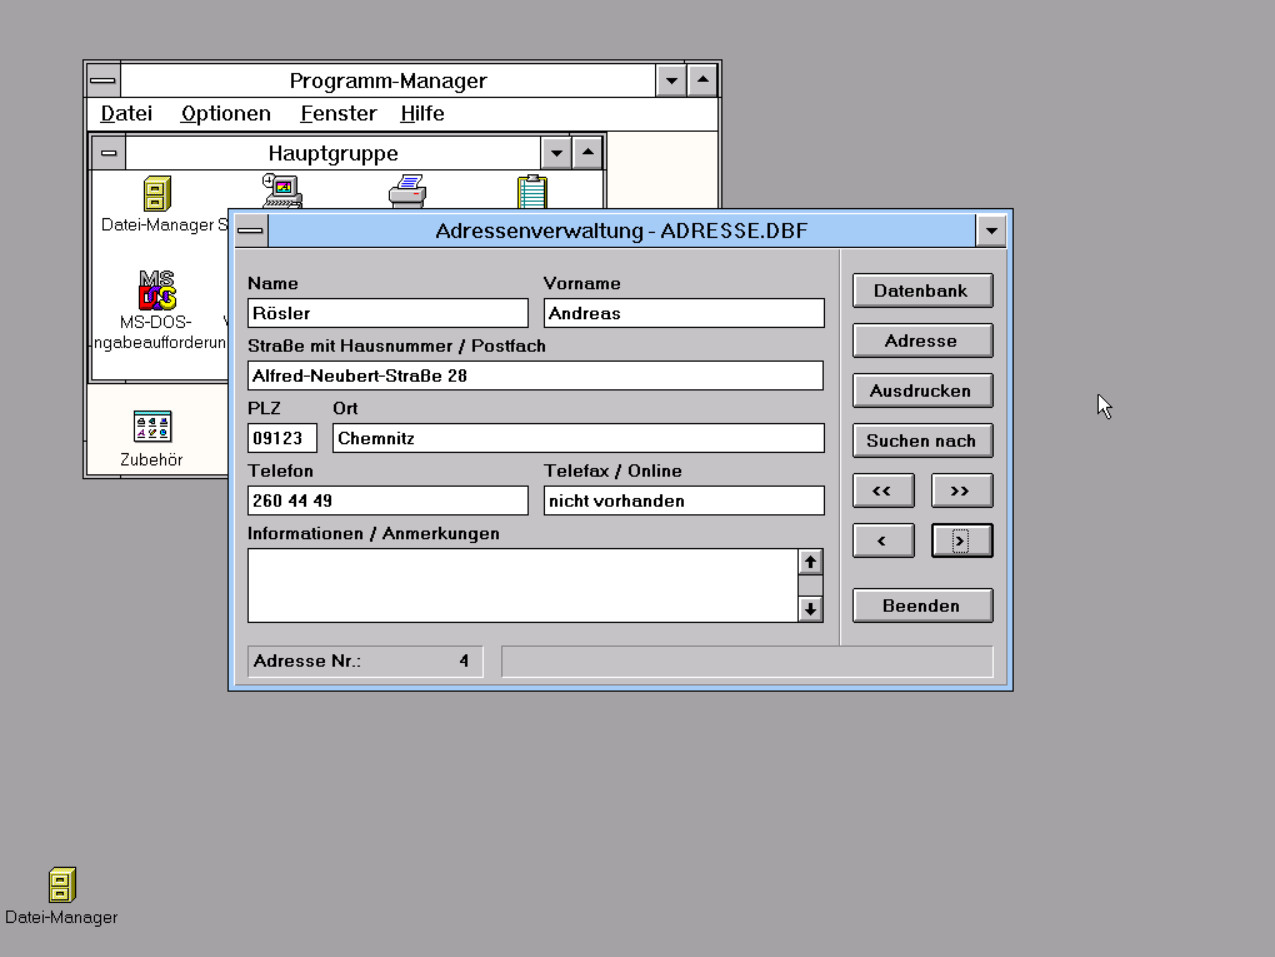 Programm-Manager
Datei Optionen Fenster Hilfe
Hauptgruppe
Datei-Manager S
MS-DOS-
ngabeaufforderun
Zubehör
Adressenverwaltung - ADRESSE.DBF
Name Vorname
Rösler Andreas
Straße mit Hausnummer / Postfach
Alfred-Neubert-Straße 28
PLZ Ort
09123 Chemnitz
Telefon Telefax / Online
260 44 49 nicht vorhanden
Informationen / Anmerkungen
Adresse Nr.: 4
Datenbank
Adresse
Ausdrucken
Suchen nach
<< >>
< >
Beenden
Datei-Manager